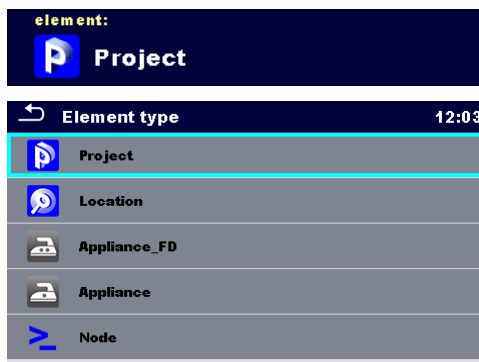 element:
Project
Element type 12:03
Project
Location
Appliance_FD
Appliance
Node